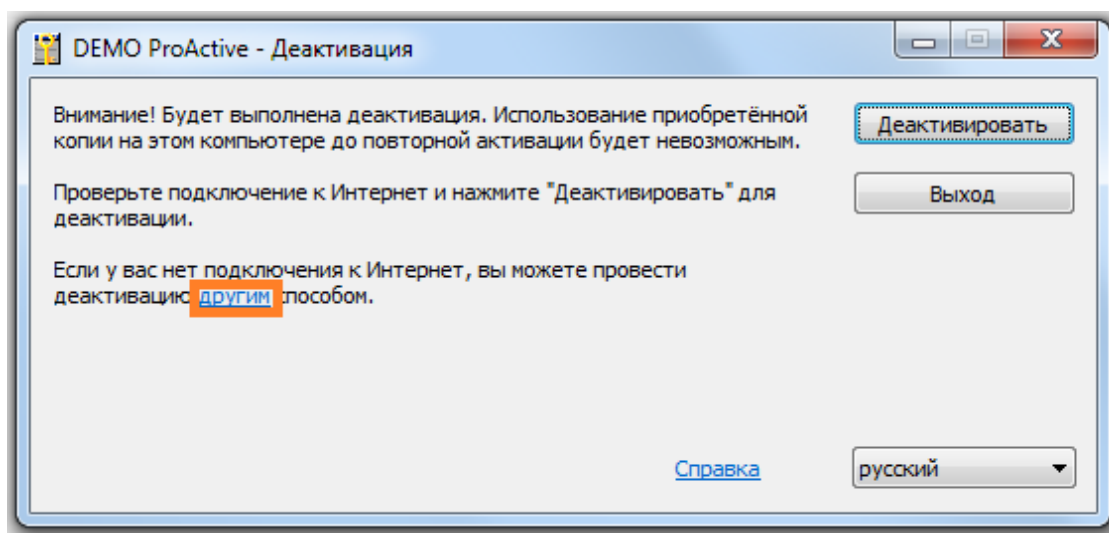 DEMO ProActive - Деактивация
Внимание! Будет выполнена деактивация. Использование приобретённой
копии на этом компьютере до повторной активации будет невозможным.
Деактивировать
Проверьте подключение к Интернет и нажмите "Деактивировать" для
деактивации.
Выход
Если у вас нет подключения к Интернет, вы можете провести
деактивацию другим способом.
Справка
русский